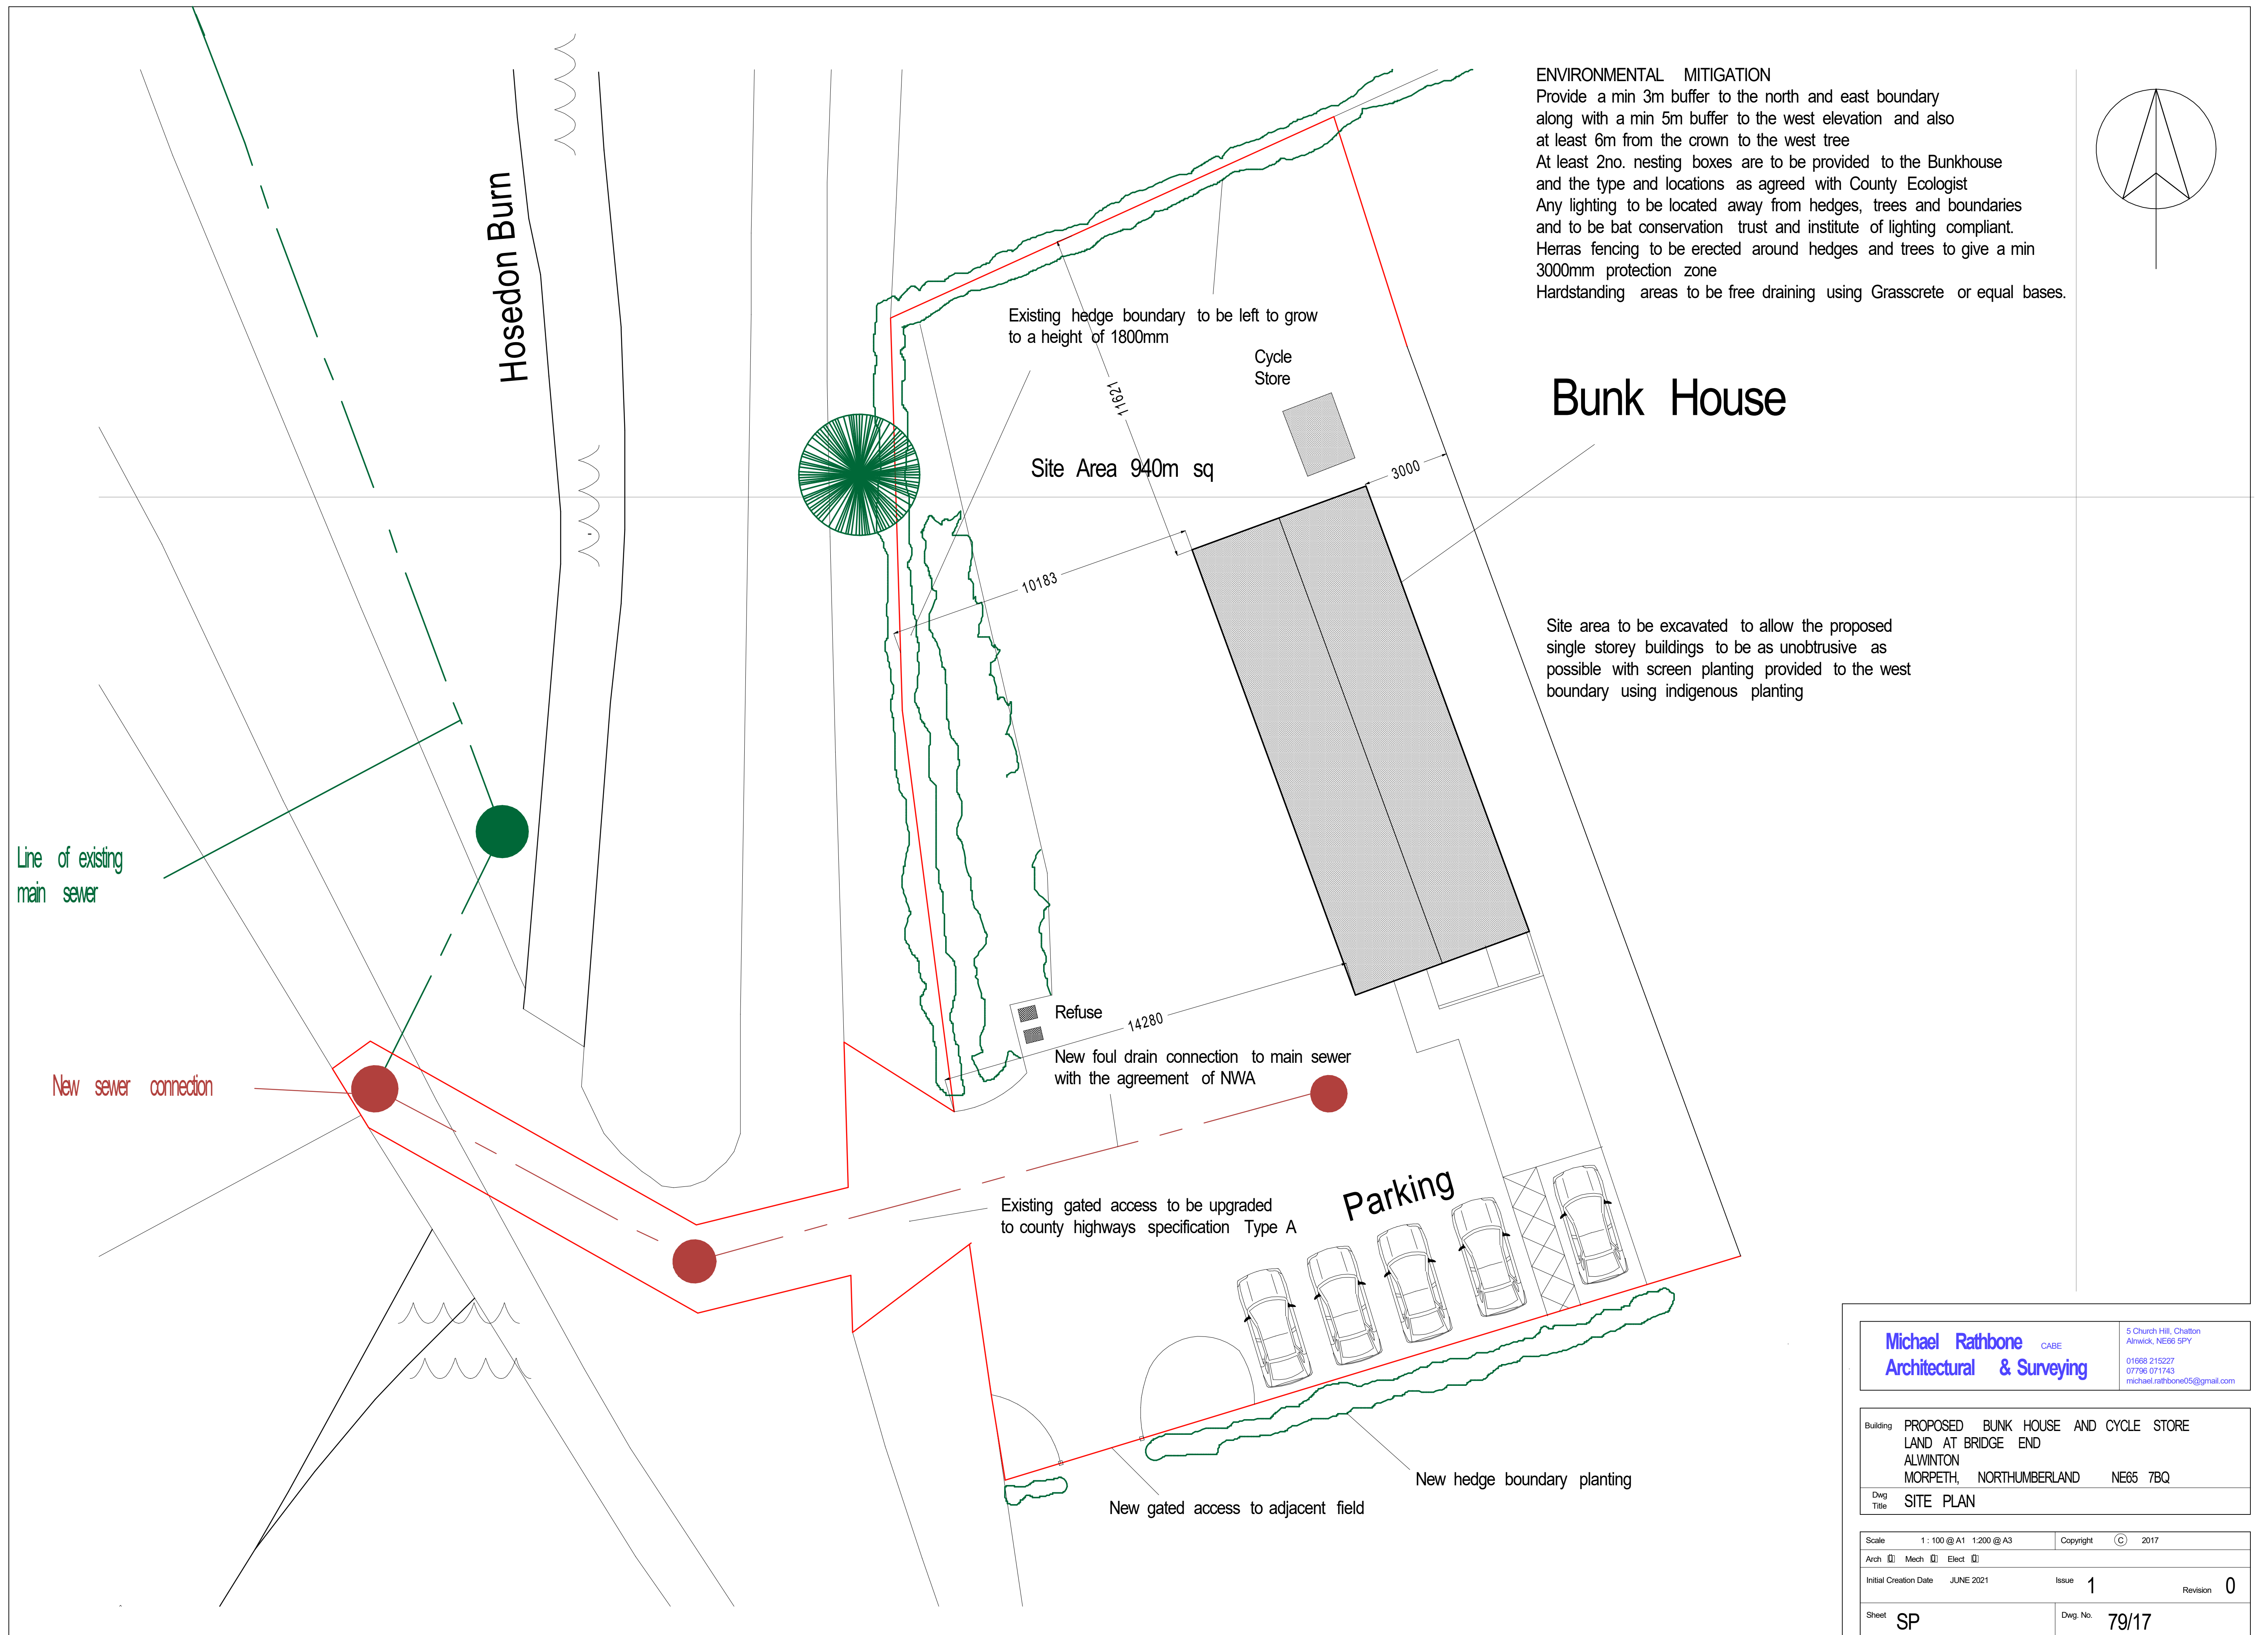 ENVIRONMENTAL MITIGATION
Provide a min 3m buffer to the north and east boundary
along with a min 5m buffer to the west elevation and also
at least 6m from the crown to the west tree
At least 2no. nesting boxes are to be provided to the Bunkhouse
and the type and locations as agreed with County Ecologist
Any lighting to be located away from hedges, trees and boundaries
and to be bat conservation trust and institute of lighting compliant.
Herras fencing to be erected around hedges and trees to give a min
3000mm protection zone
Hardstanding areas to be free draining using Grasscrete or equal bases.
Hosedon Burn
Existing hedge boundary to be left to grow
to a height of 1800mm
Cycle
Store
11621
Bunk House
Site Area 940m sq
3000
10183
Site area to be excavated to allow the proposed
single storey buildings to be as unobtrusive as
possible with screen planting provided to the west
boundary using indigenous planting
Line of existing
main sewer
Refuse
14280
New foul drain connection to main sewer
with the agreement of NWA
New sewer connection
Parking
Existing gated access to be upgraded
to county highways specification Type A
New hedge boundary planting
New gated access to adjacent field
Michael Rathbone CABE
Architectural & Surveying
5 Church Hill, Chatton
Alnwick, NE66 5PY
01668 215227
07796 071743
michael.rathbone05@gmail.com
Building PROPOSED BUNK HOUSE AND CYCLE STORE
LAND AT BRIDGE END
ALWINTON
MORPETH, NORTHUMBERLAND NE65 7BQ
Dwg
Title SITE PLAN
Scale 1 : 100 @ A1 1:200 @ A3 Copyright C 2017
Arch Mech Elect
Initial Creation Date JUNE 2021 Issue 1 Revision 0
Sheet SP Dwg. No. 79/17